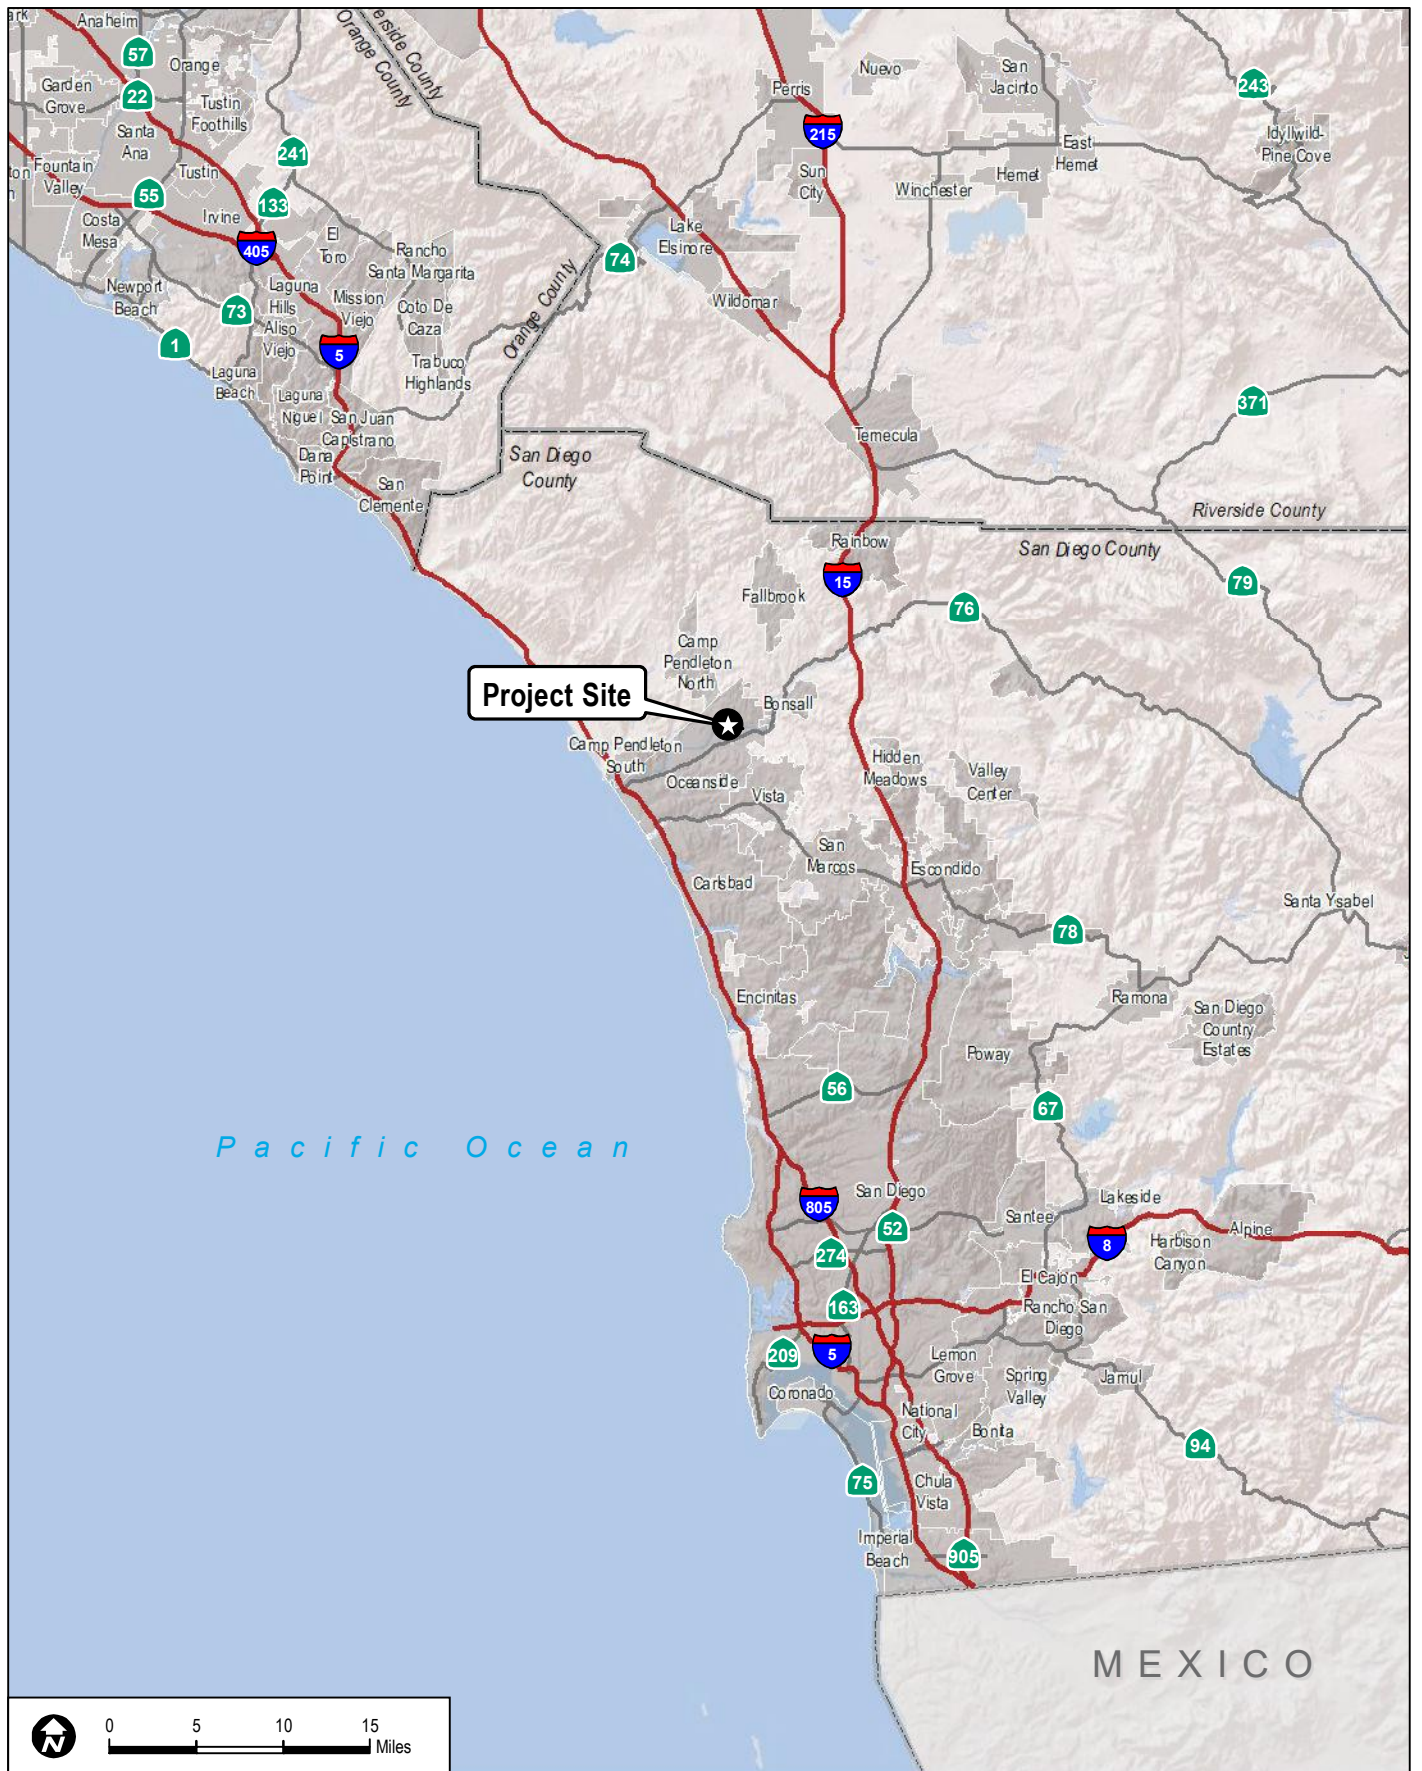 ark
Anaheim
57
Orange
Garden
Grove
22
Tustin
Foothills
Santa
Ana
241
Fountain
Valley
ton
Tustin
55
133
Costa
Mesa
Irvine
405
El
Toro
Rancho
Santa Margarita
Newport
Beach
73
Laguna
Hills
Mission
Viejo
Coto De
Caza
Aliso
Viejo
1
5
Trabuco
Highlands
Laguna
Beach
Laguna
Niguel
San Juan
Capistrano
Dana
Point
San
Clemente
erside County
Orange County
Orange County
74
Lake
Elsinore
Wildomar
Perris
Nuevo
215
Sun
City
San
Jacinto
Winchester
Hemet
East
Hemet
243
Idyllwild-
Pine Cove
371
Temecula
San Diego
County
Riverside County
San Diego County
Rainbow
15
Fallbrook
76
79
Camp
Pendleton
North
Project Site
Bonsall
Camp Pendleton
South
Oceanside
Vista
Hidden
Meadows
Valley
Center
San
Marcos
Escondido
Carlsbad
Santa Ysabel
78
Encinitas
Ramona
San Diego
Country
Estates
Poway
56
67
Pacific Ocean
San Diego
805
52
274
Santee
Lakeside
8
Harbison
Canyon
Alpine
El Cajon
163
Rancho San
Diego
209
5
Lemon
Grove
Spring
Valley
Jamul
Coronado
National
City
Bonita
94
75
Chula
Vista
Imperial
Beach
905
MEXICO
N
0 5 10 15
Miles